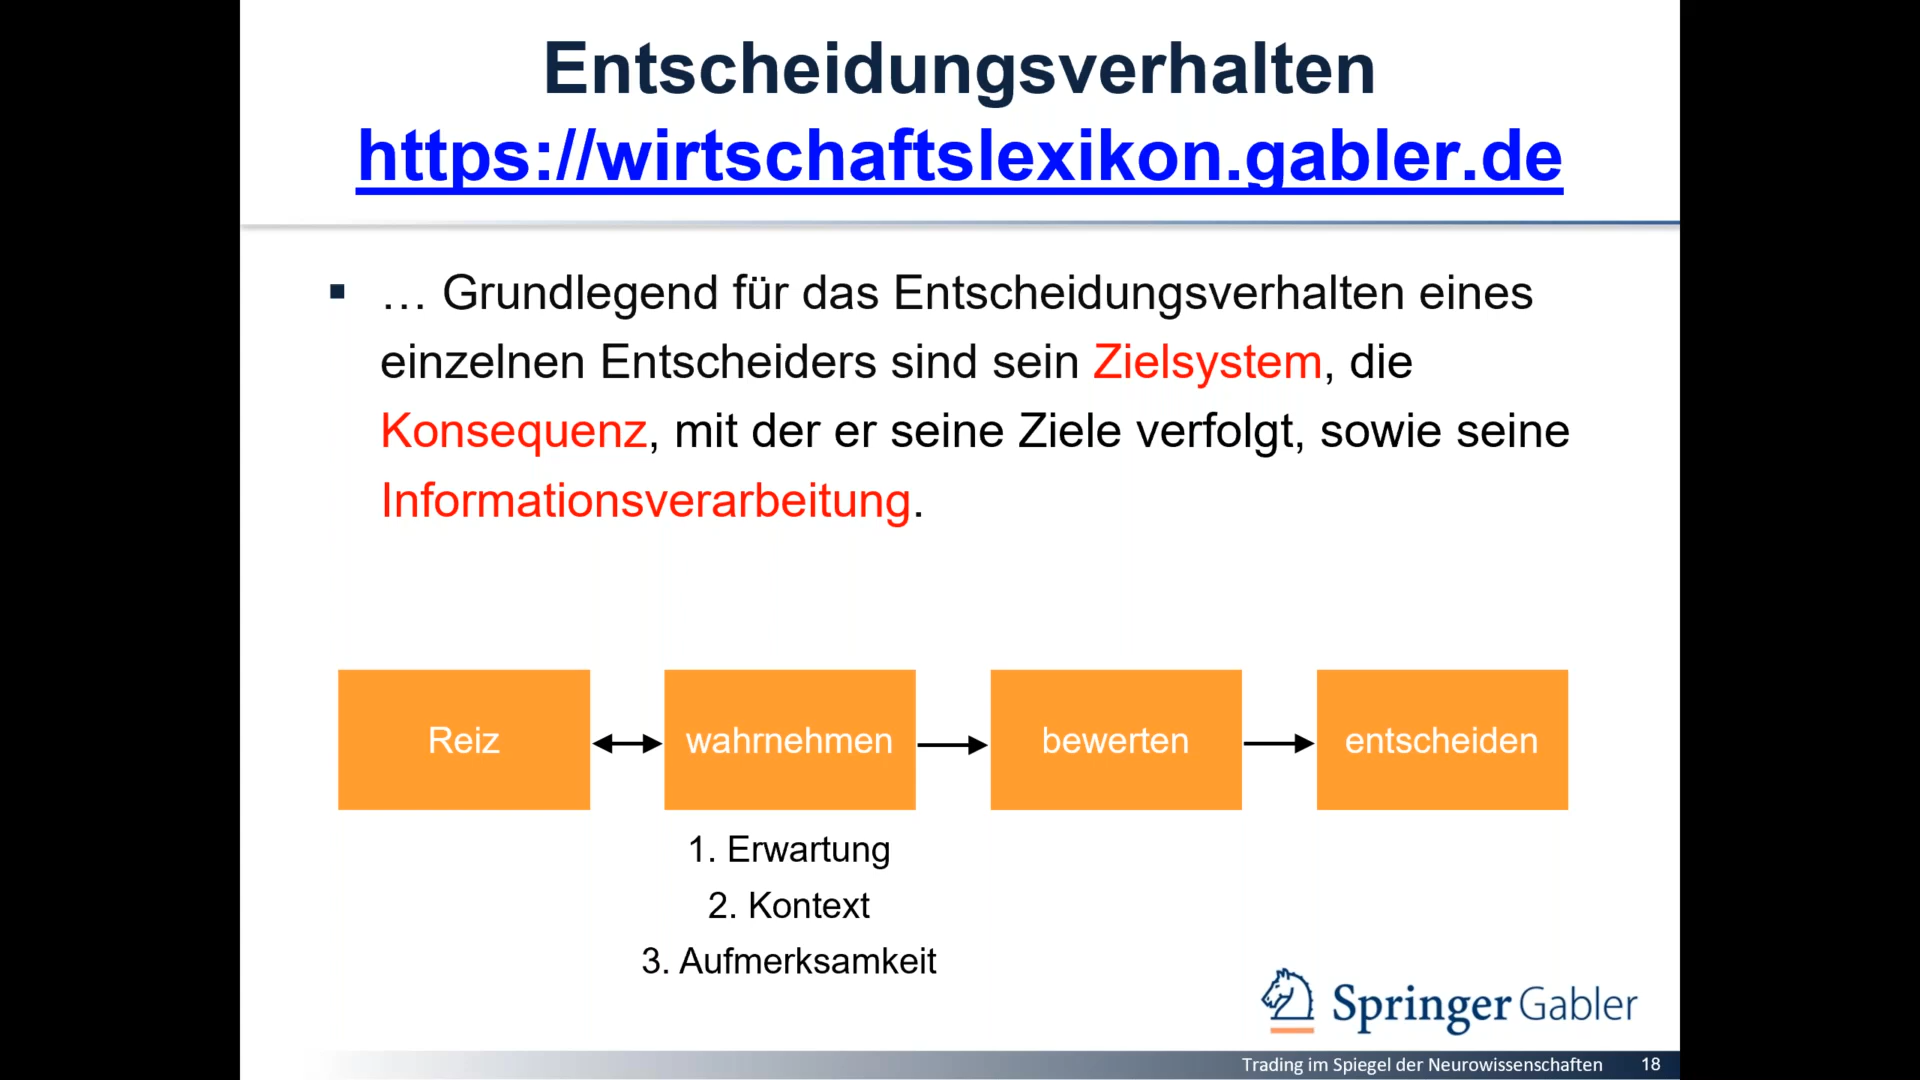 Entscheidungsverhalten
https://wirtschaftslexikon.gabler.de
… Grundlegend für das Entscheidungsverhalten eines
einzelnen Entscheiders sind sein Zielsystem, die
Konsequenz, mit der er seine Ziele verfolgt, sowie seine
Informationsverarbeitung.
Reiz
wahrnehmen
bewerten
entscheiden
1. Erwartung
2. Kontext
3. Aufmerksamkeit
Springer Gabler
Trading im Spiegel der Neurowissenschaften 18